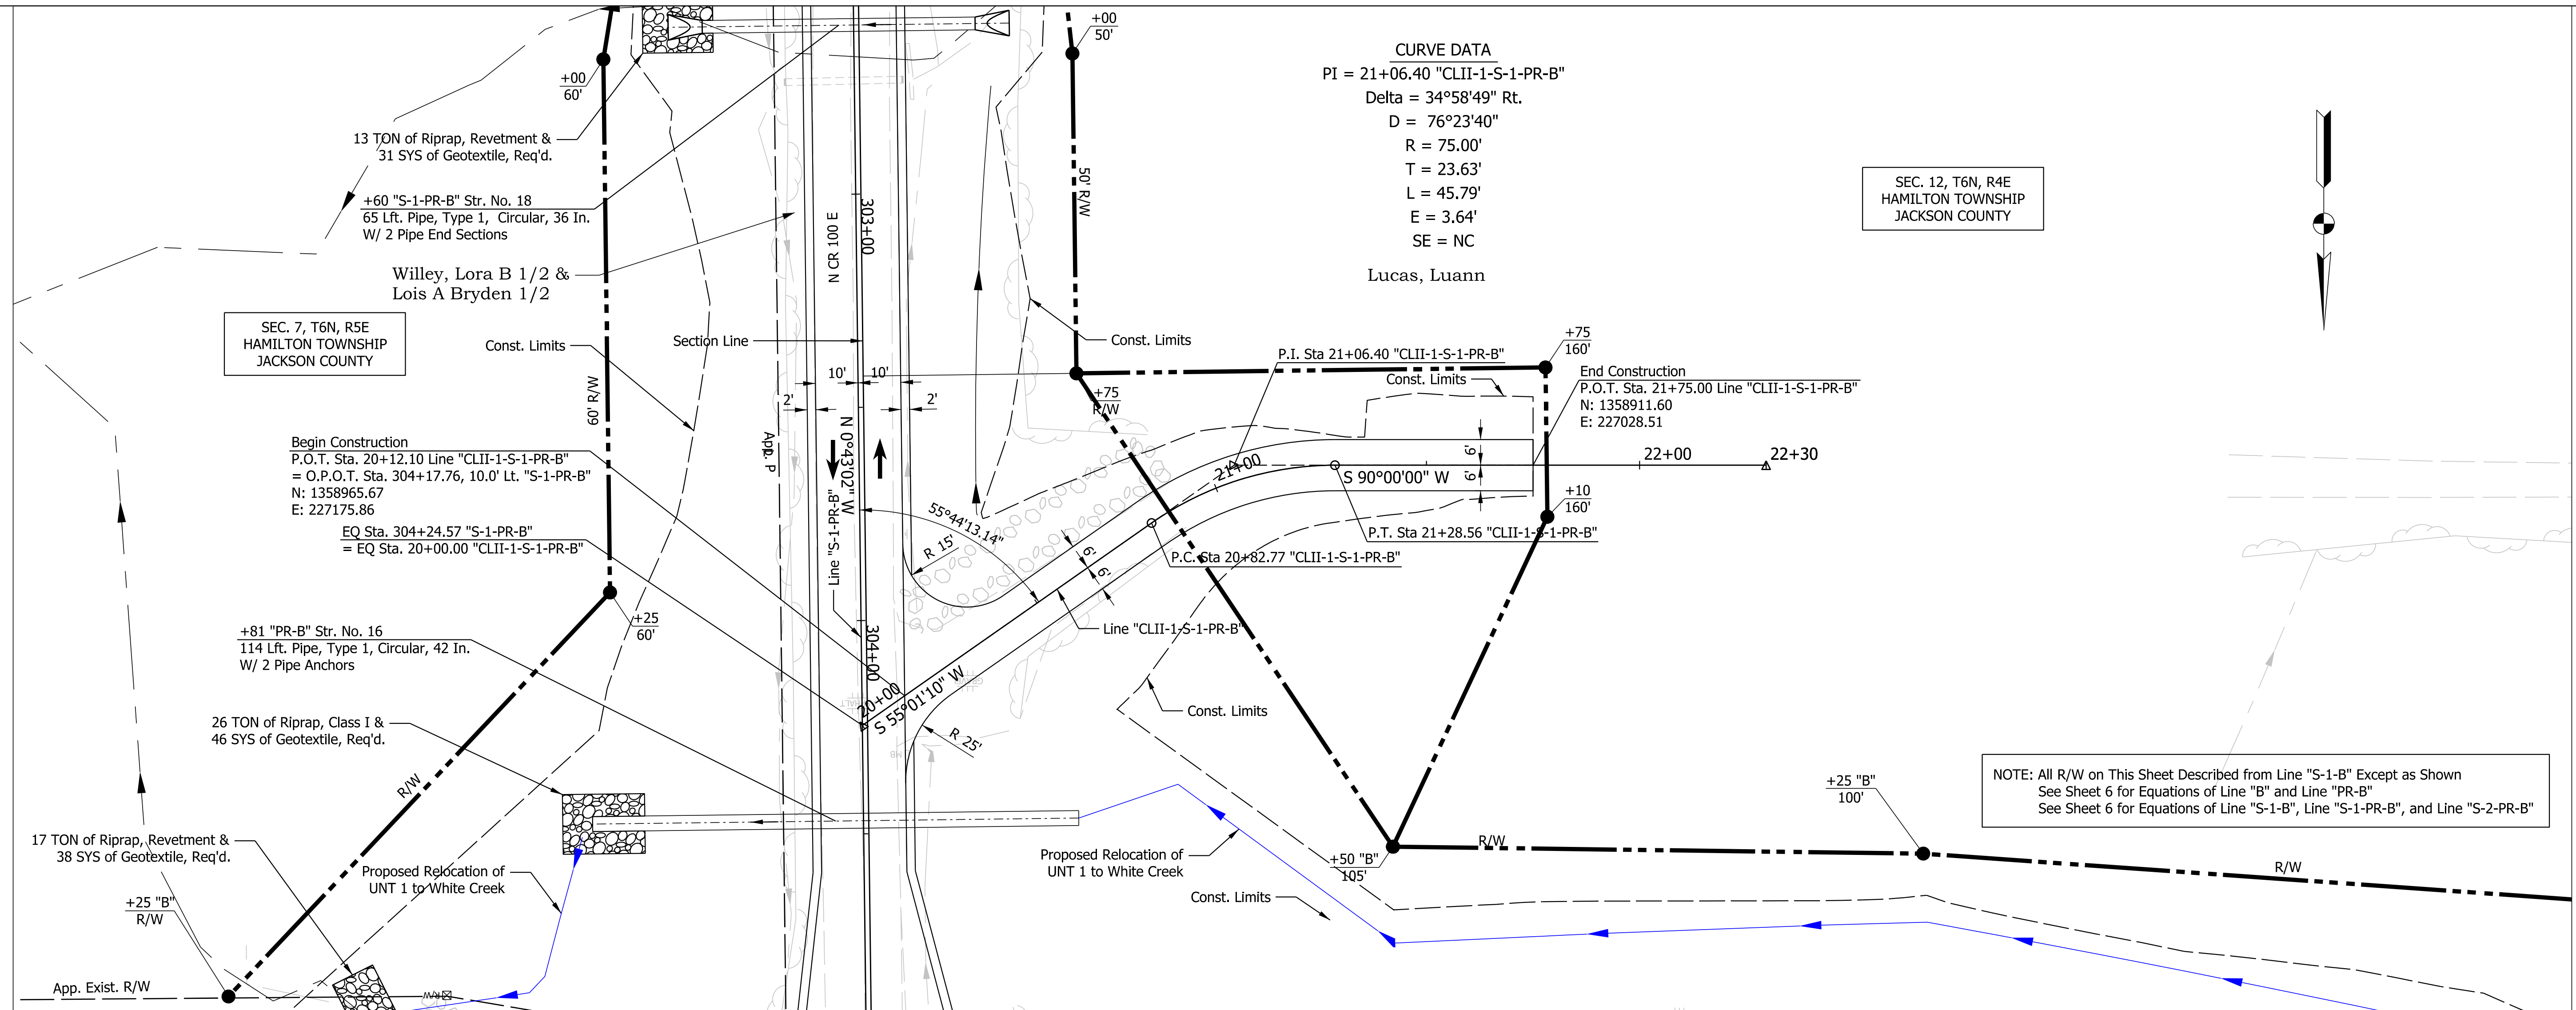 +00
50'
CURVE DATA
PI = 21+06.40 "CLII-1-S-1-PR-B"
Delta = 34°58'49" Rt.
D = 76°23'40"
R = 75.00'
T = 23.63'
L = 45.79'
E = 3.64'
SE = NC
Lucas, Luann
SEC. 12, T6N, R4E
HAMILTON TOWNSHIP
JACKSON COUNTY
+00
60'
13 TON of Riprap, Revetment &
31 SYS of Geotextile, Req'd.
+60 "S-1-PR-B" Str. No. 18
65 Lft. Pipe, Type 1, Circular, 36 In.
W/ 2 Pipe End Sections
Willey, Lora B 1/2 &
Lois A Bryden 1/2
SEC. 7, T6N, R5E
HAMILTON TOWNSHIP
JACKSON COUNTY
Const. Limits
Section Line
N CR 100 E
303+00
50' R/W
Const. Limits
60' R/W
10'
10'
2'
2'
App. P
N 0°43'02" W
Line "S-1-PR-B"
+75
R/W
P.I. Sta 21+06.40 "CLII-1-S-1-PR-B"
Const. Limits
+75
160'
End Construction
P.O.T. Sta. 21+75.00 Line "CLII-1-S-1-PR-B"
N: 1358911.60
E: 227028.51
Begin Construction
P.O.T. Sta. 20+12.10 Line "CLII-1-S-1-PR-B"
= O.P.O.T. Sta. 304+17.76, 10.0' Lt. "S-1-PR-B"
N: 1358965.67
E: 227175.86
EQ Sta. 304+24.57 "S-1-PR-B"
= EQ Sta. 20+00.00 "CLII-1-S-1-PR-B"
21+00
S 90°00'00" W
6'
6'
22+00
22+30
+10
160'
55°44'13.14"
R 15'
6'
6'
P.T. Sta 21+28.56 "CLII-1-S-1-PR-B"
P.C. Sta 20+82.77 "CLII-1-S-1-PR-B"
+25
60'
Line "CLII-1-S-1-PR-B"
304+00
20+00
S 55°01'10" W
R 25'
Const. Limits
+81 "PR-B" Str. No. 16
114 Lft. Pipe, Type 1, Circular, 42 In.
W/ 2 Pipe Anchors
26 TON of Riprap, Class I &
46 SYS of Geotextile, Req'd.
R/W
17 TON of Riprap, Revetment &
38 SYS of Geotextile, Req'd.
Proposed Relocation of
UNT 1 to White Creek
+25 "B"
R/W
App. Exist. R/W
R/W
Proposed Relocation of
UNT 1 to White Creek
Const. Limits
+50 "B"
105'
R/W
+25 "B"
100'
R/W
NOTE: All R/W on This Sheet Described from Line "S-1-B" Except as Shown
See Sheet 6 for Equations of Line "B" and Line "PR-B"
See Sheet 6 for Equations of Line "S-1-B", Line "S-1-PR-B", and Line "S-2-PR-B"